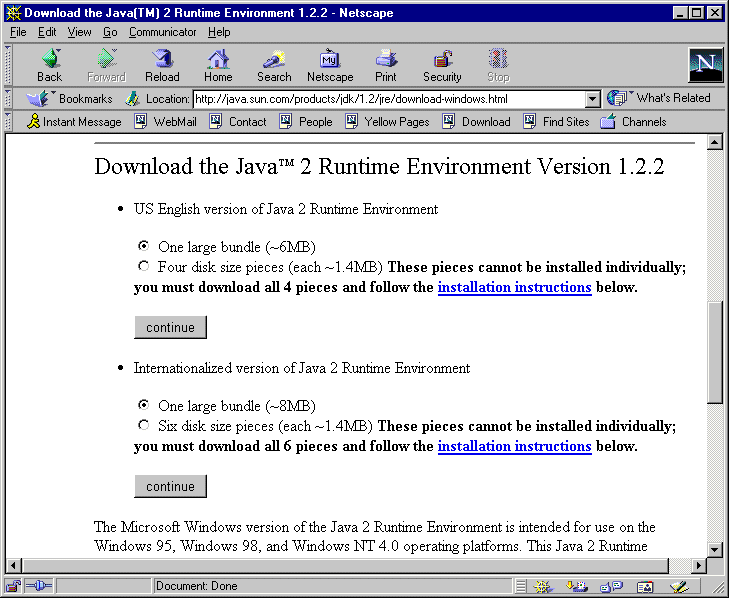 Download the Java(TM) 2 Runtime Environment 1.2.2 - Netscape
File Edit View Go Communicator Help
My
N
Back Forward Reload Home Search Netscape Print Security Stop
Bookmarks Location: http://java.sun.com/products/jdk/1.2/jre/download-windows.html What's Related
Instant Message WebMail Contact People Yellow Pages Download Find Sites Channels
Download the Java™ 2 Runtime Environment Version 1.2.2
• US English version of Java 2 Runtime Environment
One large bundle (~6MB)
Four disk size pieces (each ~1.4MB) These pieces cannot be installed individually;
you must download all 4 pieces and follow the installation instructions below.
continue
• Internationalized version of Java 2 Runtime Environment
One large bundle (~8MB)
Six disk size pieces (each ~1.4MB) These pieces cannot be installed individually;
you must download all 6 pieces and follow the installation instructions below.
continue
The Microsoft Windows version of the Java 2 Runtime Environment is intended for use on the
Windows 95, Windows 98, and Windows NT 4.0 operating platforms. This Java 2 Runtime
Document: Done